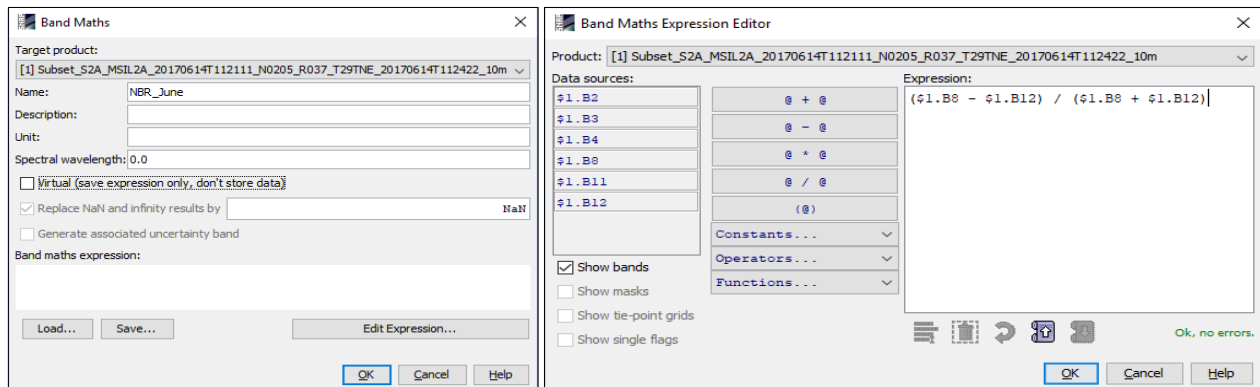 Band Maths
Target product:
[1] Subset_S2A_MSIL2A_20170614T112111_N0205_R037_T29TNE_20170614T112422_10m
Name: NBR_June
Description:
Unit:
Spectral wavelength: 0.0
Virtual (save expression only, don't store data)
Replace NaN and infinity results by NaN
Generate associated uncertainty band
Band maths expression:
Load... Save... Edit Expression...
OK Cancel Help
Band Maths Expression Editor
Product: [1] Subset_S2A_MSIL2A_20170614T112111_N0205_R037_T29TNE_20170614T112422_10m
Data sources: Expression:
$1.B2 @ + @ ($1.B8 - $1.B12) / ($1.B8 + $1.B12)
$1.B3 @ - @
$1.B4 @ * @
$1.B8 @ / @
$1.B11 (@)
$1.B12 Constants...
Operators...
Show bands Functions...
Show masks
Show tie-point grids
Show single flags
Ok, no errors.
OK Cancel Help